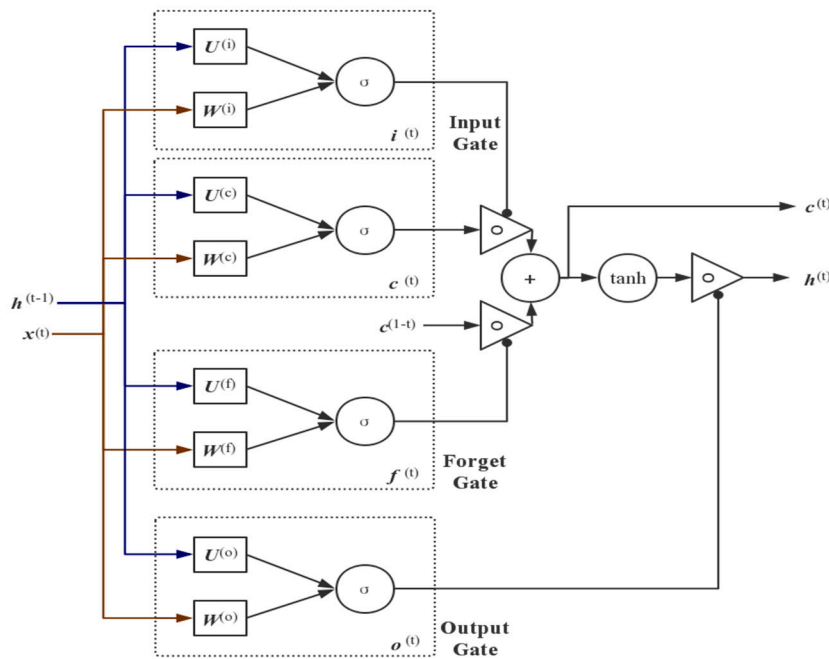 U(i)
σ
W(i)
i (t)
Input
Gate
U(c)
σ
W(c)
c (t)
c(t)
+
tanh
h(t)
h(t-1)
x(t)
c(1-t)
U(f)
σ
W(f)
f (t)
Forget
Gate
U(o)
σ
W(o)
o (t)
Output
Gate